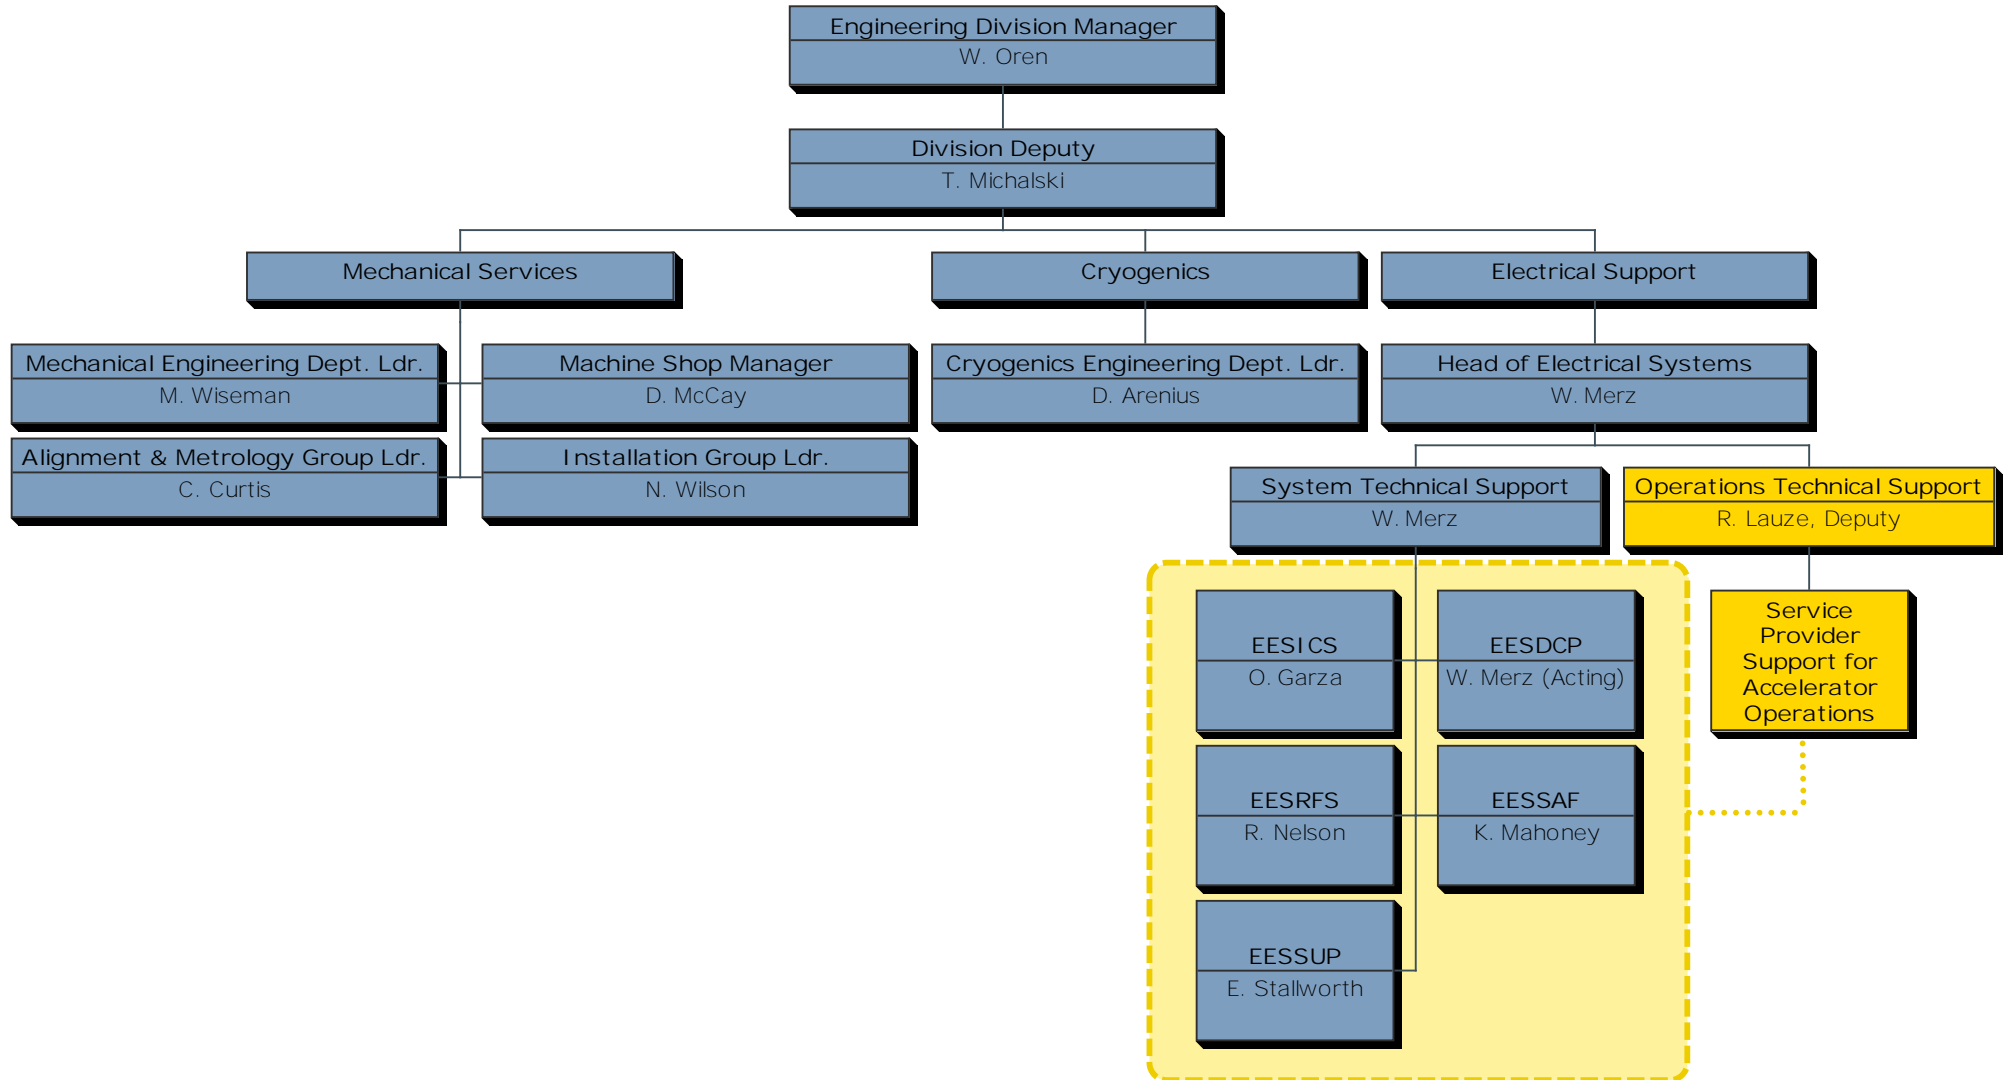 Engineering Division Manager
W. Oren
Division Deputy
T. Michalski
Mechanical Services
Cryogenics
Electrical Support
Mechanical Engineering Dept. Ldr.
M. Wiseman
Machine Shop Manager
D. McCay
Cryogenics Engineering Dept. Ldr.
D. Arenius
Head of Electrical Systems
W. Merz
Alignment & Metrology Group Ldr.
C. Curtis
Installation Group Ldr.
N. Wilson
System Technical Support
W. Merz
Operations Technical Support
R. Lauze, Deputy
EESICS
O. Garza
EESDCP
W. Merz (Acting)
Service
Provider
Support for
Accelerator
Operations
EESRFS
R. Nelson
EESSAF
K. Mahoney
EESSUP
E. Stallworth